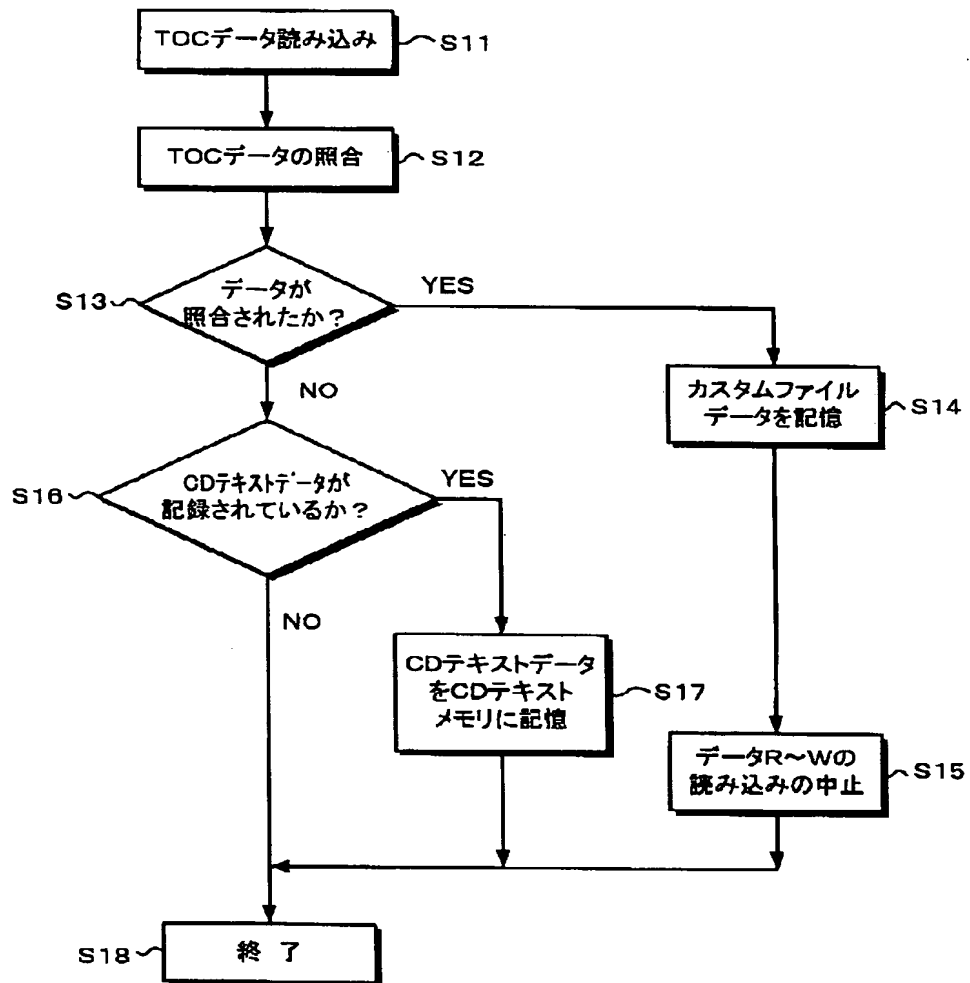 TOCデータ読み込み
S11
TOCデータの照合
S12
S13
データが
照合されたか?
YES
NO
カスタムファイル
データを記憶
S14
S16
CDテキストデータが
記録されているか?
YES
NO
CDテキストデータ
をCDテキスト
メモリに記憶
S17
データR~Wの
読み込みの中止
S15
S18
終了